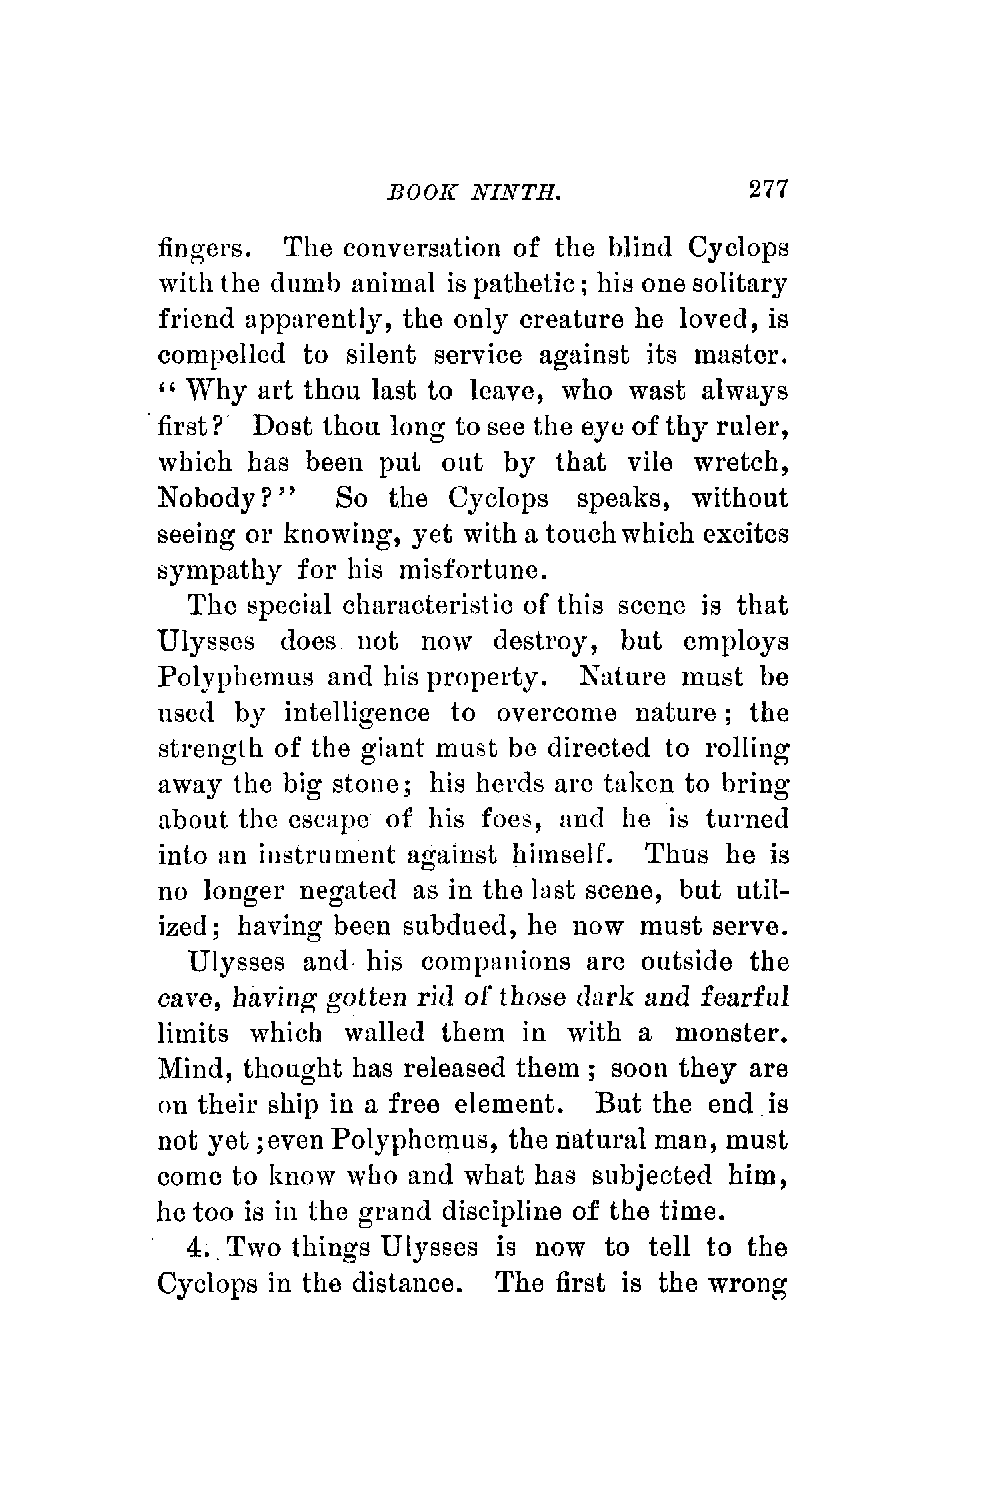 BOOK NINTH. 277
fingers. The conversation of the blind Cyclops
with the dumb animal is pathetic; his one solitary
friend apparently, the only creature he loved, is
compelled to silent service against its master.
“Why art thou last to leave, who wast always
first? Dost thou long to see the eye of thy ruler,
which has been put out by that vile wretch,
Nobody?” So the Cyclops speaks, without
seeing or knowing, yet with a touch which excites
sympathy for his misfortune.
The special characteristic of this scene is that
Ulysses does not now destroy, but employs
Polyphemus and his property. Nature must be
used by intelligence to overcome nature; the
strength of the giant must be directed to rolling
away the big stone; his herds are taken to bring
about the escape of his foes, and he is turned
into an instrument against himself. Thus he is
no longer negated as in the last scene, but util-
ized; having been subdued, he now must serve.
Ulysses and his companions are outside the
cave, having gotten rid of those dark and fearful
limits which walled them in with a monster.
Mind, thought has released them; soon they are
on their ship in a free element. But the end is
not yet; even Polyphemus, the natural man, must
come to know who and what has subjected him,
he too is in the grand discipline of the time.
4. Two things Ulysses is now to tell to the
Cyclops in the distance. The first is the wrong